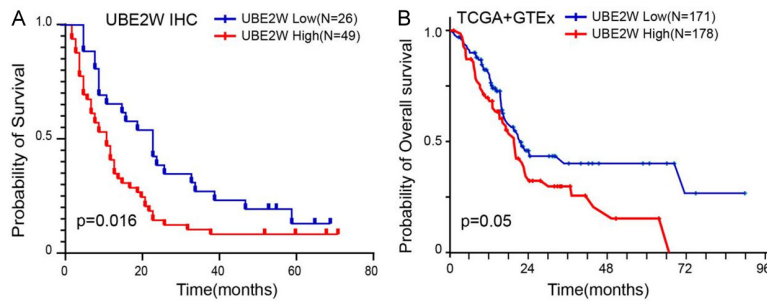 A
UBE2W IHC
UBE2W Low(N=26)
UBE2W High(N=49)
Probability of Survival
1.0
0.5
0.0
p=0.016
0
20
40
60
80
Time(months)
B
TCGA+GTEx
UBE2W Low(N=171)
UBE2W High(N=178)
Probability of Overall survival
1.0
0.5
0
p=0.05
0
12
24
48
72
96
Time(months)